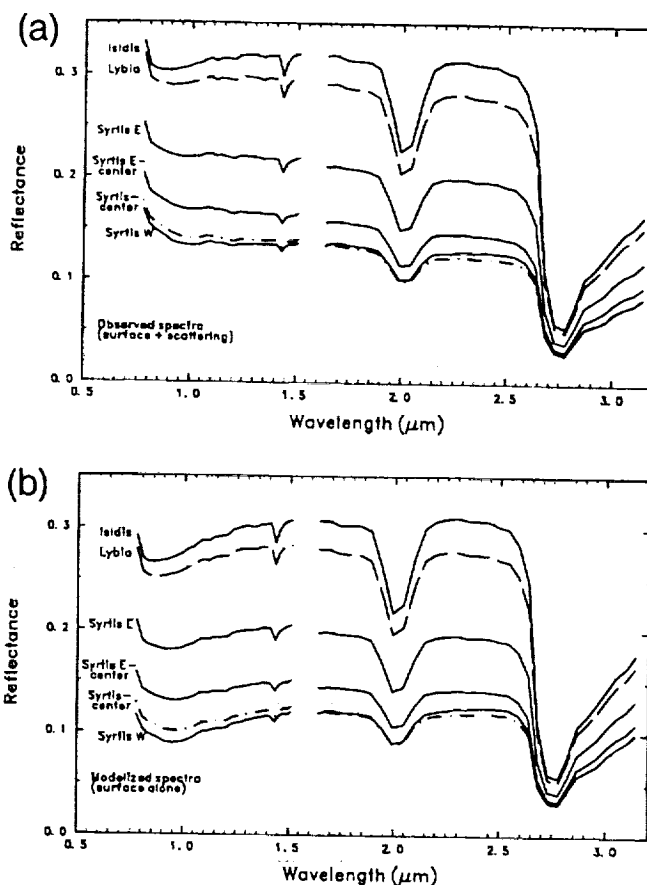 (a)
Isidis
Lybia
Syrtis E
Syrtis E-
center
Syrtis-
center
Syrtis W
Observed spectra
(surface + scattering)
Reflectance
0.3
0.2
0.1
0.0
0.5
1.0
1.5
2.0
2.5
3.0
Wavelength (μm)
(b)
Isidis
Lybia
Syrtis E
Syrtis E-
center
Syrtis-
center
Syrtis W
Modelized spectra
(surface alone)
Reflectance
0.3
0.2
0.1
0.0
0.5
1.0
1.5
2.0
2.5
3.0
Wavelength (μm)